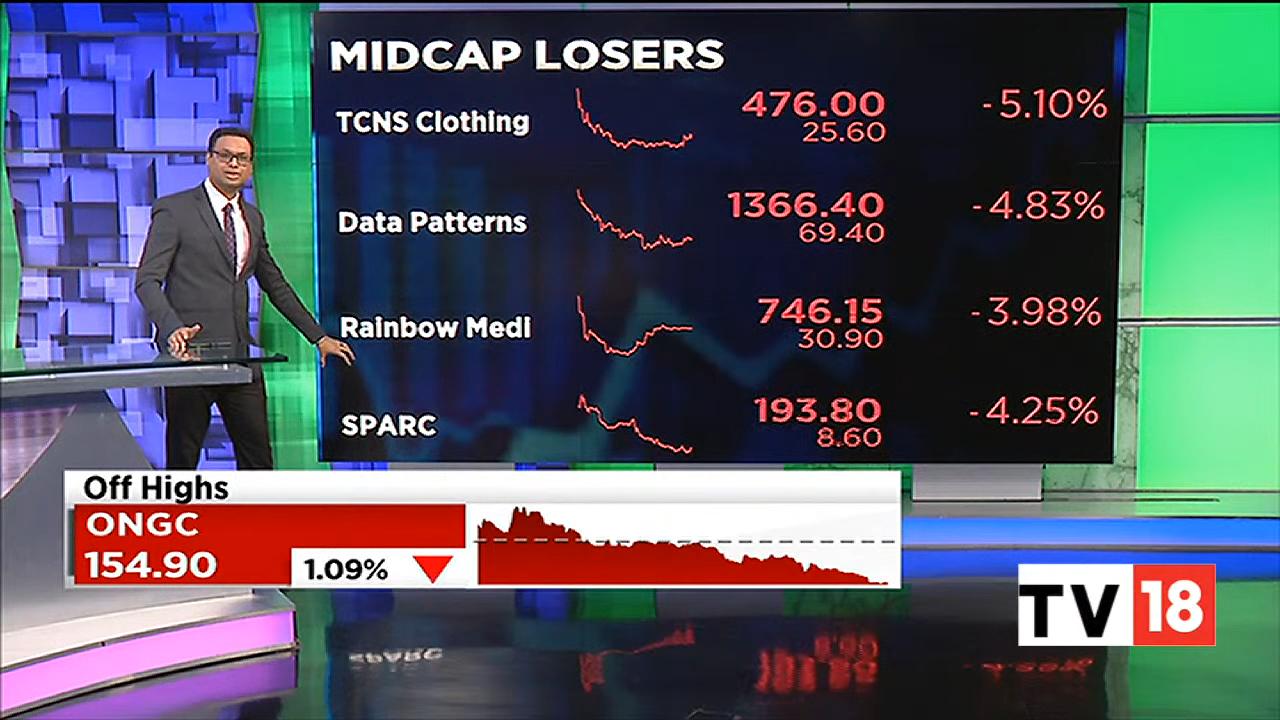 MIDCAP LOSERS
TCNS Clothing 476.00 -5.10%
25.60
Data Patterns 1366.40 -4.83%
69.40
Rainbow Medi 746.15 -3.98%
30.90
SPARC 193.80 -4.25%
8.60
Off Highs
ONGC
154.90 1.09%
TV18